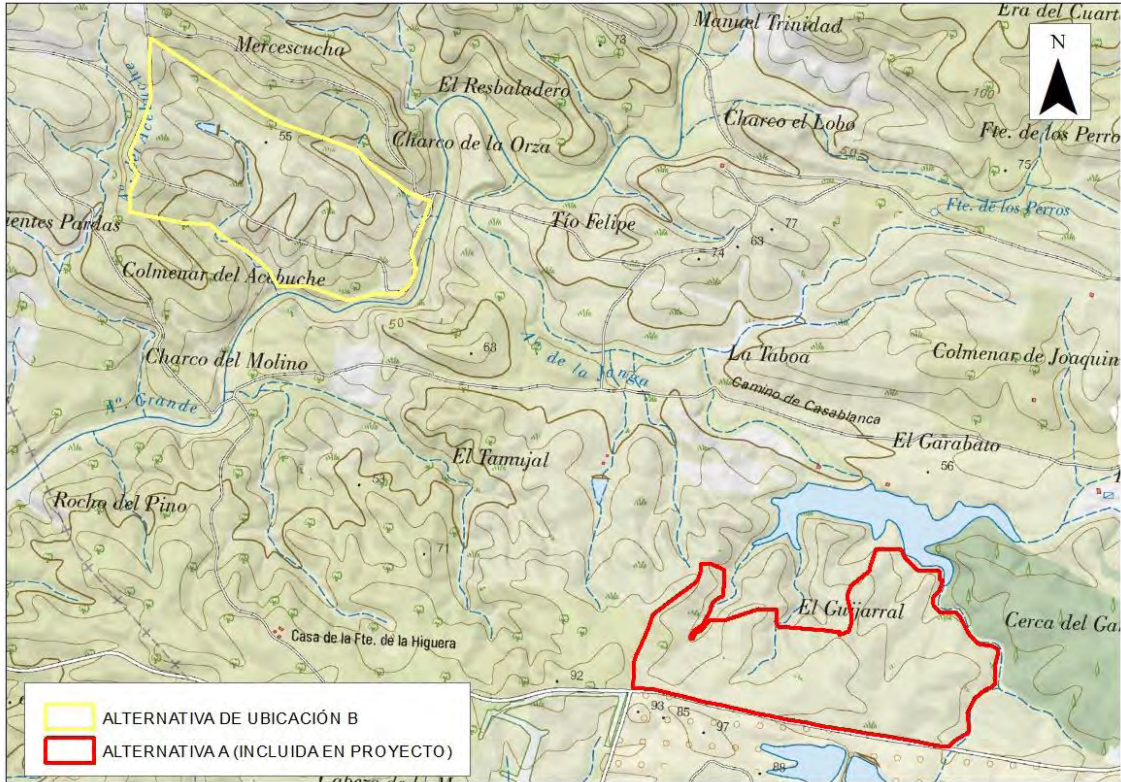 Era del Cuart
Manuel Trinidad
73
N
Mercescucha
El Resbaladero
100
Charco el Lobo
Fte. de los Perro
55
Charco de la Orza
50
75
Fte. de los Perros
ientes Pardas
Tío Felipe
77
63
74
Colmenar del Acebuche
50
68
La Taboa
Colmenar de Joaquin
Charco del Molino
Camino de Casablanca
Aº. Grande
El Garabato
El Tamujal
56
53
Rocho del Pino
71
El Guijarral
Cerca del Ga
Casa de la Fte. de la Higuera
92
93
85
97
88
ALTERNATIVA DE UBICACIÓN B
ALTERNATIVA A (INCLUIDA EN PROYECTO)